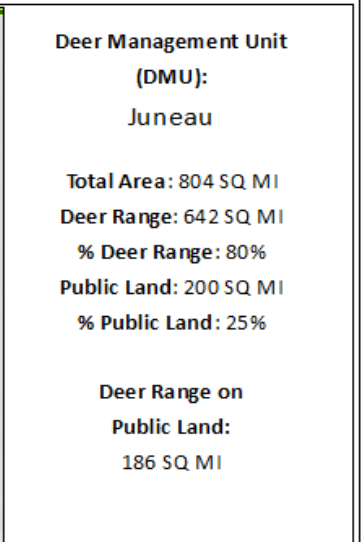 Deer Management Unit
(DMU):
Juneau
Total Area: 804 SQ MI
Deer Range: 642 SQ MI
% Deer Range: 80%
Public Land: 200 SQ MI
% Public Land: 25%
Deer Range on
Public Land:
186 SQ MI